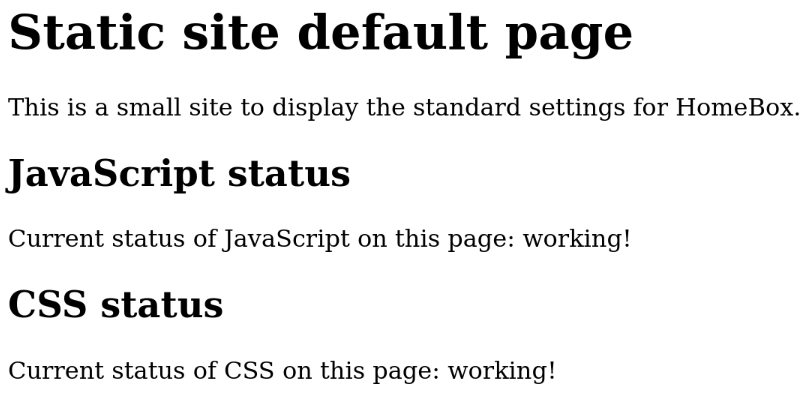 Static site default page
This is a small site to display the standard settings for HomeBox.
JavaScript status
Current status of JavaScript on this page: working!
CSS status
Current status of CSS on this page: working!